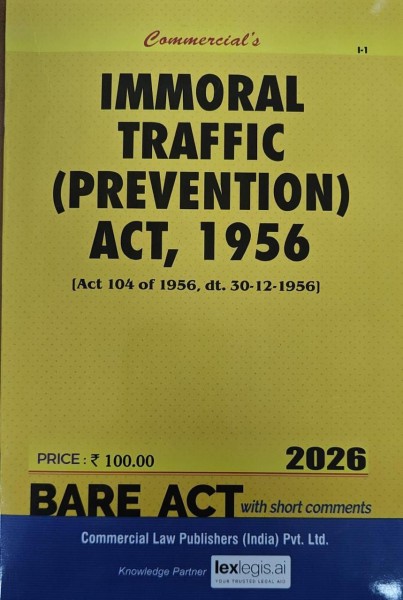 Commercial's
I-1
IMMORAL
TRAFFIC
(PREVENTION)
ACT, 1956
[Act 104 of 1956, dt. 30-12-1956]
PRICE : ₹ 100.00
2026
BARE ACT with short comments
Commercial Law Publishers (India) Pvt. Ltd.
Knowledge Partner lexlegis.ai
YOUR TRUSTED LEGAL AID